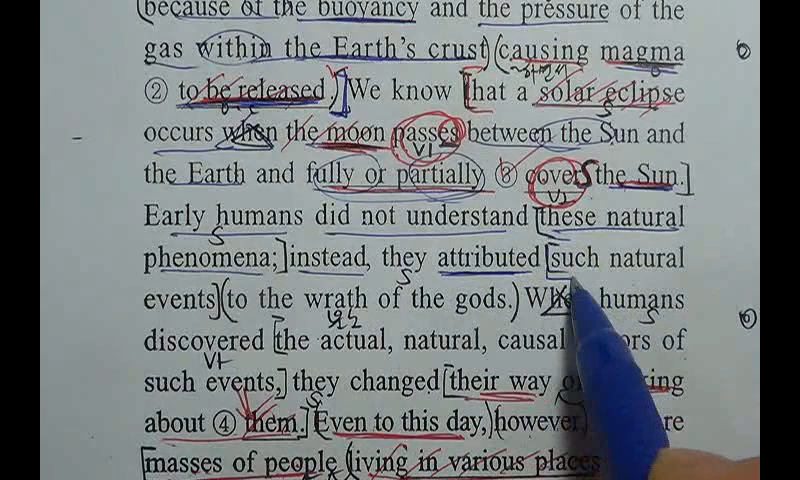 (because of the buoyancy and the pressure of the
gas within the Earth's crust) (causing magma
② to be released) [We know [that a solar eclipse
S
occurs when the moon passes between the Sun and
V1
the Earth and fully or partially ③ covers the Sun.]
V2
Early humans did not understand [these natural
S
phenomena;] instead, they attributed [such natural
S
events] (to the wrath of the gods.) humans
S
discovered [the actual, natural, causal of
V1
such events,] they changed [their way
about ④ them.] (Even to this day,) (however,
S
[masses of people (living in various places